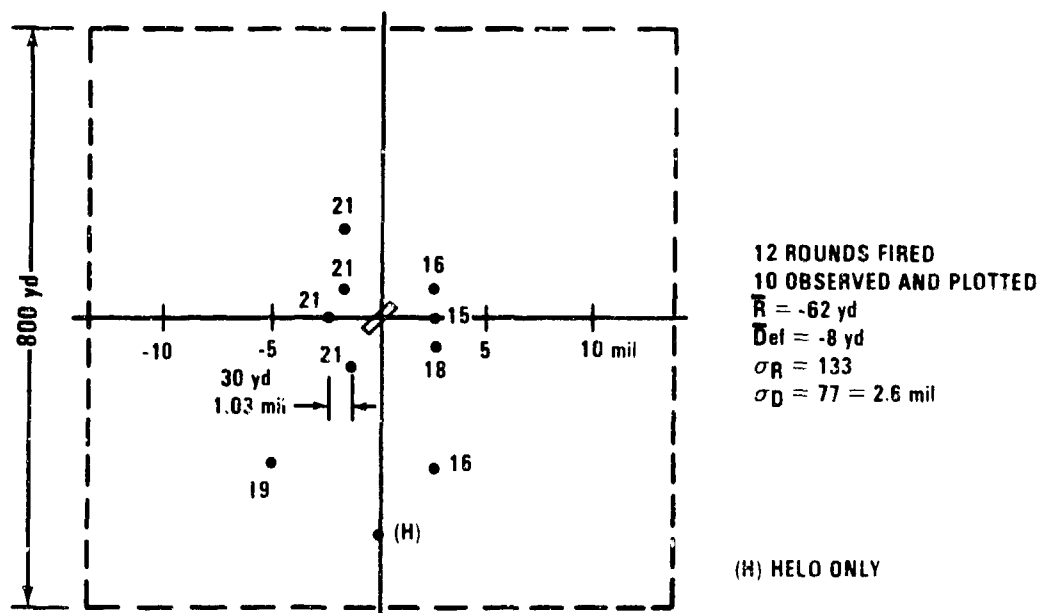 800 yd
21
21
16
21
15
-10
-5
5
10 mil
21
18
30 yd
1.03 mil
19
16
(H)
12 ROUNDS FIRED
10 OBSERVED AND PLOTTED
R̅ = -62 yd
D̅ef = -8 yd
σR = 133
σD = 77 = 2.6 mil
(H) HELO ONLY